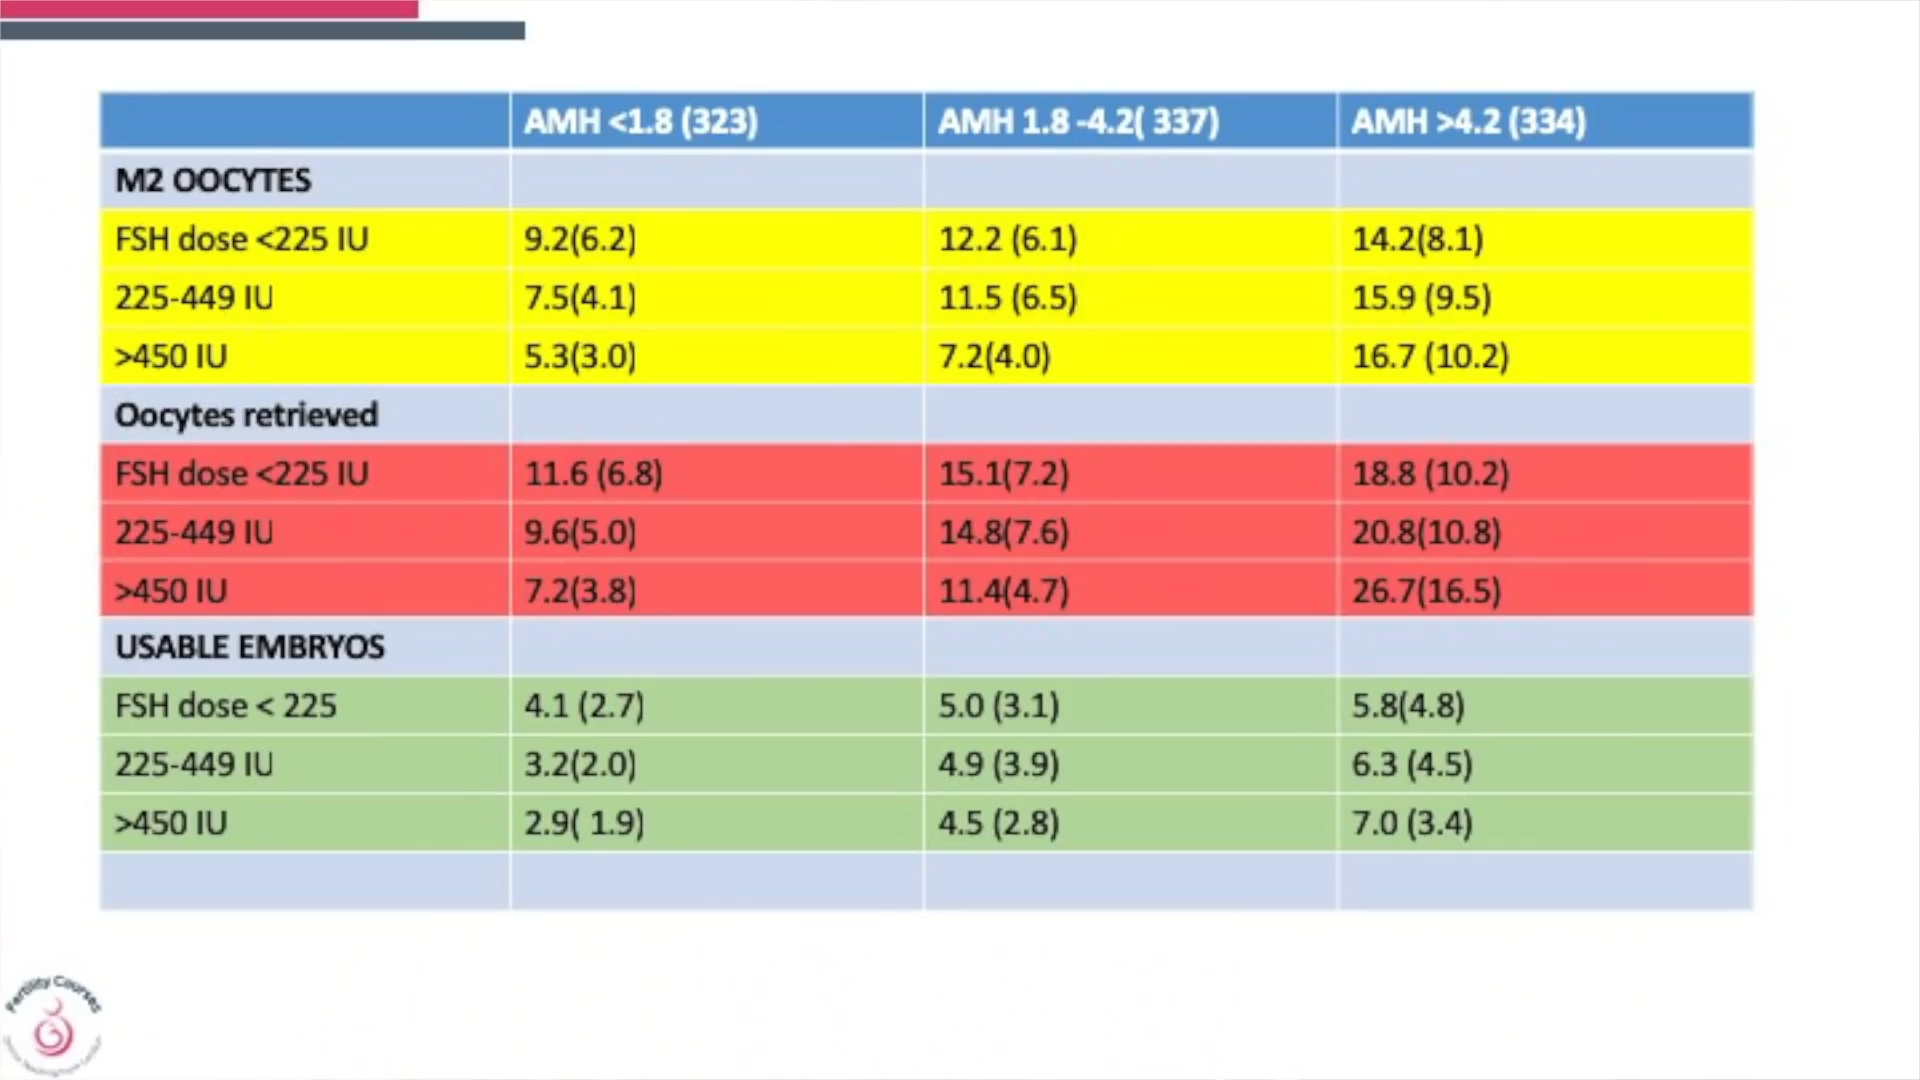 AMH <1.8 (323) AMH 1.8 -4.2( 337) AMH >4.2 (334)
M2 OOCYTES
FSH dose <225 IU 9.2(6.2) 12.2 (6.1) 14.2(8.1)
225-449 IU 7.5(4.1) 11.5 (6.5) 15.9 (9.5)
>450 IU 5.3(3.0) 7.2(4.0) 16.7 (10.2)
Oocytes retrieved
FSH dose <225 IU 11.6 (6.8) 15.1(7.2) 18.8 (10.2)
225-449 IU 9.6(5.0) 14.8(7.6) 20.8(10.8)
>450 IU 7.2(3.8) 11.4(4.7) 26.7(16.5)
USABLE EMBRYOS
FSH dose < 225 4.1 (2.7) 5.0 (3.1) 5.8(4.8)
225-449 IU 3.2(2.0) 4.9 (3.9) 6.3 (4.5)
>450 IU 2.9( 1.9) 4.5 (2.8) 7.0 (3.4)
Fertility Courses